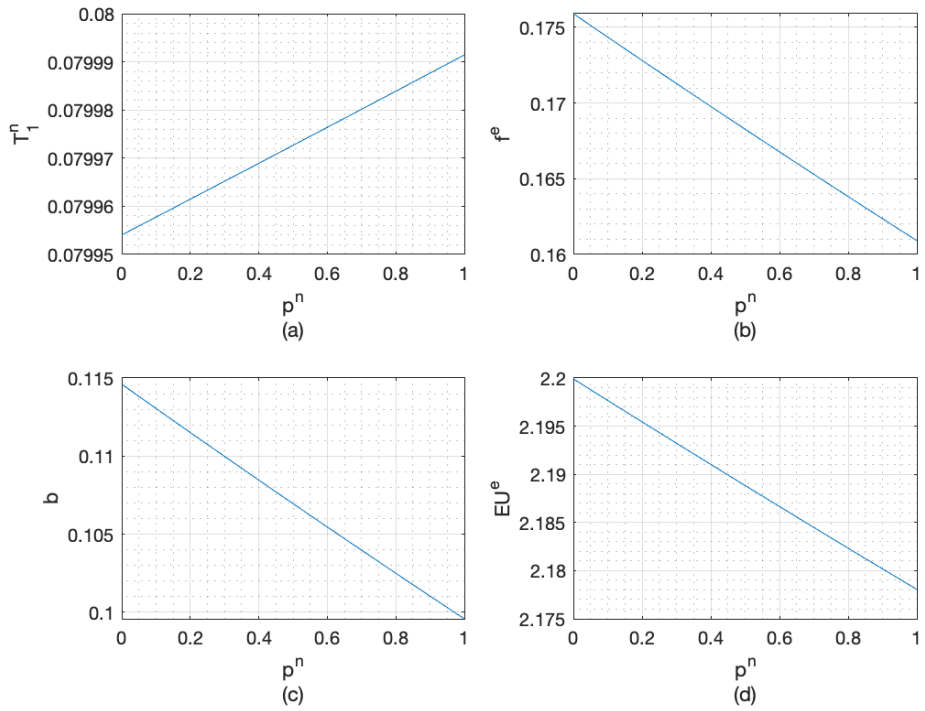 0.08
0.07999
0.07998
0.07997
0.07996
0.07995
T₁ⁿ
0 0.2 0.4 0.6 0.8 1
pⁿ
(a)
0.175
0.17
0.165
0.16
fᵉ
0 0.2 0.4 0.6 0.8 1
pⁿ
(b)
0.115
0.11
0.105
0.1
b
0 0.2 0.4 0.6 0.8 1
pⁿ
(c)
2.2
2.195
2.19
2.185
2.18
2.175
EUᵉ
0 0.2 0.4 0.6 0.8 1
pⁿ
(d)